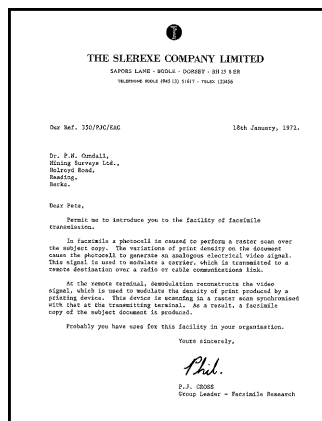 THE SLEREXE COMPANY LIMITED
SAPORS LANE - BOOLE - DORSET - BH 25 8 ER
TELEPHONE BOOLE (945 13) 51617 - TELEX 123456
Our Ref. 350/PJC/EAC 18th January, 1972.
Dr. P.N. Cundall,
Mining Surveys Ltd.,
Holroyd Road,
Reading,
Berks.
Dear Pete,
Permit me to introduce you to the facility of facsimile
transmission.
In facsimile a photocell is caused to perform a raster scan over
the subject copy. The variations of print density on the document
cause the photocell to generate an analogous electrical video signal.
This signal is used to modulate a carrier, which is transmitted to a
remote destination over a radio or cable communications link.
At the remote terminal, demodulation reconstructs the video
signal, which is used to modulate the density of print produced by a
printing device. This device is scanning in a raster scan synchronised
with that at the transmitting terminal. As a result, a facsimile
copy of the subject document is produced.
Probably you have uses for this facility in your organisation.
Yours sincerely,
Phil.
P.J. CROSS
Group Leader - Facsimile Research